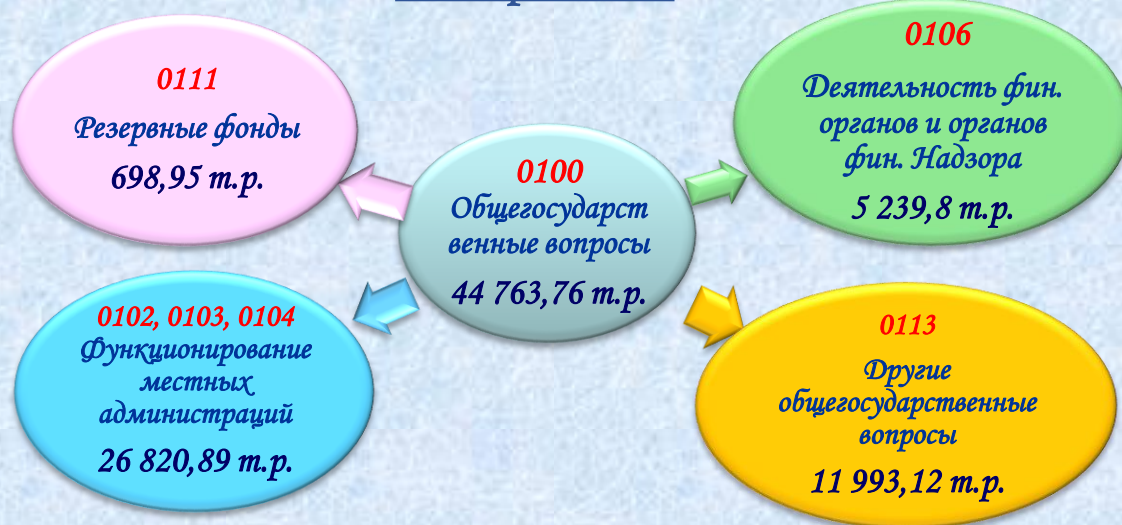 0111
Резервные фонды
698,95 т.р.
0106
Деятельность фин.
органов и органов
фин. Надзора
5 239,8 т.р.
0100
Общегосударст
венные вопросы
44 763,76 т.р.
0102, 0103, 0104
Функционирование
местных
администраций
26 820,89 т.р.
0113
Другие
общегосударственные
вопросы
11 993,12 т.р.